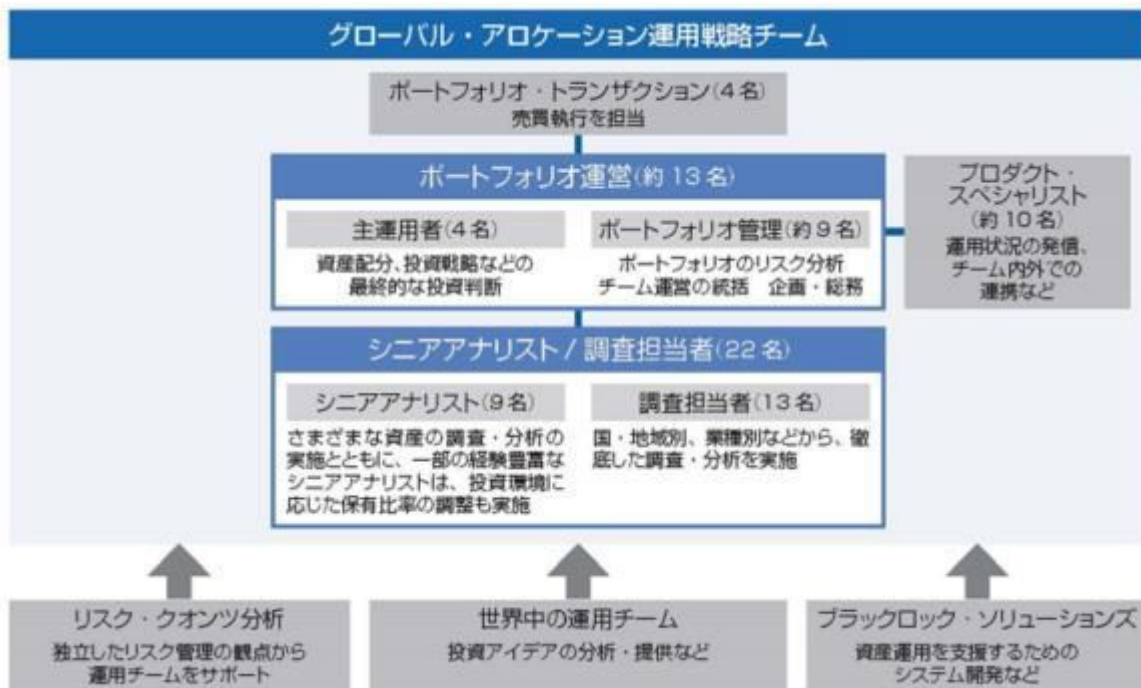 グローバル・アロケーション運用戦略チーム
ポートフォリオ・トランザクション(4名)
売買執行を担当
ポートフォリオ運営(約13名)
主運用者(4名)
資産配分、投資戦略などの
最終的な投資判断
ポートフォリオ管理(約9名)
ポートフォリオのリスク分析
チーム運営の統括 企画・総務
プロダクト・
スペシャリスト
(約10名)
運用状況の発信、
チーム内外での
連携など
シニアアナリスト/調査担当者(22名)
シニアアナリスト(9名)
さまざまな資産の調査・分析の
実施とともに、一部の経験豊富な
シニアアナリストは、投資環境に
応じた保有比率の調整も実施
調査担当者(13名)
国・地域別、業種別などから、徹
底した調査・分析を実施
リスク・クオンツ分析
独立したリスク管理の観点から
運用チームをサポート
世界中の運用チーム
投資アイデアの分析・提供など
ブラックロック・ソリューションズ
資産運用を支援するための
システム開発など